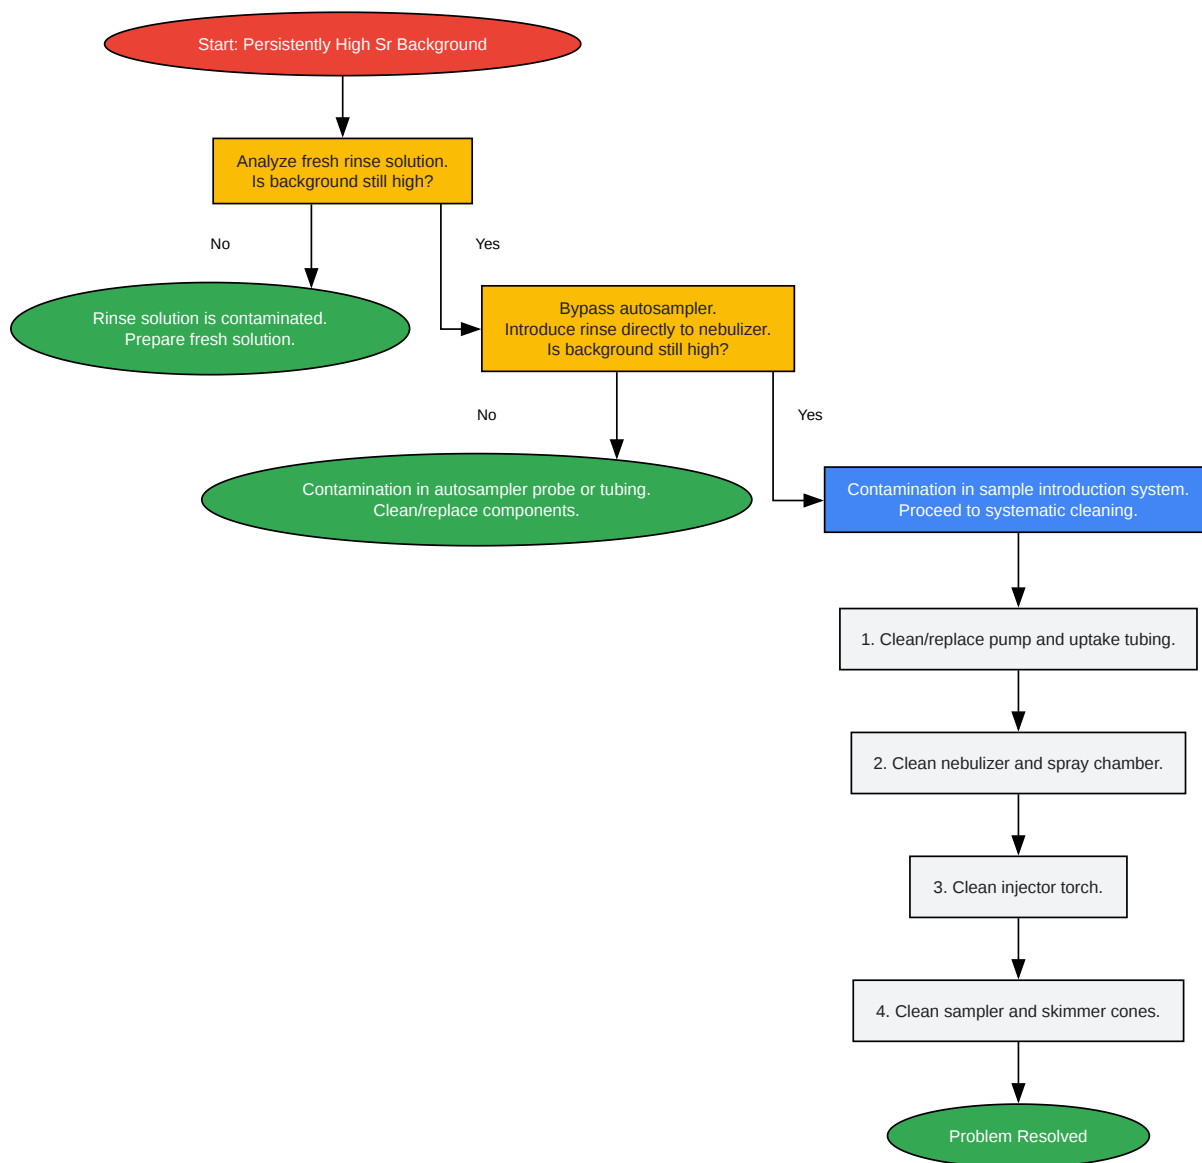 Start: Persistently High Sr Background
Analyze fresh rinse solution.
Is background still high?
No
Yes
Rinse solution is contaminated.
Prepare fresh solution.
Bypass autosampler.
Introduce rinse directly to nebulizer.
Is background still high?
No
Yes
Contamination in autosampler probe or tubing.
Clean/replace components.
Contamination in sample introduction system.
Proceed to systematic cleaning.
1. Clean/replace pump and uptake tubing.
2. Clean nebulizer and spray chamber.
3. Clean injector torch.
4. Clean sampler and skimmer cones.
Problem Resolved